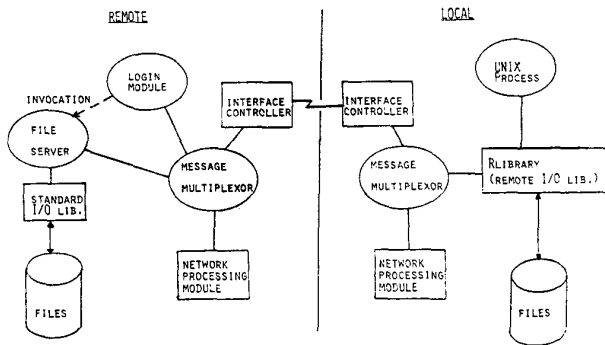 REMOTE
LOCAL
LOGIN
MODULE
INVOCATION
FILE
SERVER
STANDARD
I/O LIB.
FILES
MESSAGE
MULTIPLEXOR
NETWORK
PROCESSING
MODULE
INTERFACE
CONTROLLER
INTERFACE
CONTROLLER
MESSAGE
MULTIPLEXOR
NETWORK
PROCESSING
MODULE
UNIX
PROCESS
RLIBRARY
(REMOTE I/O LIB.)
FILES